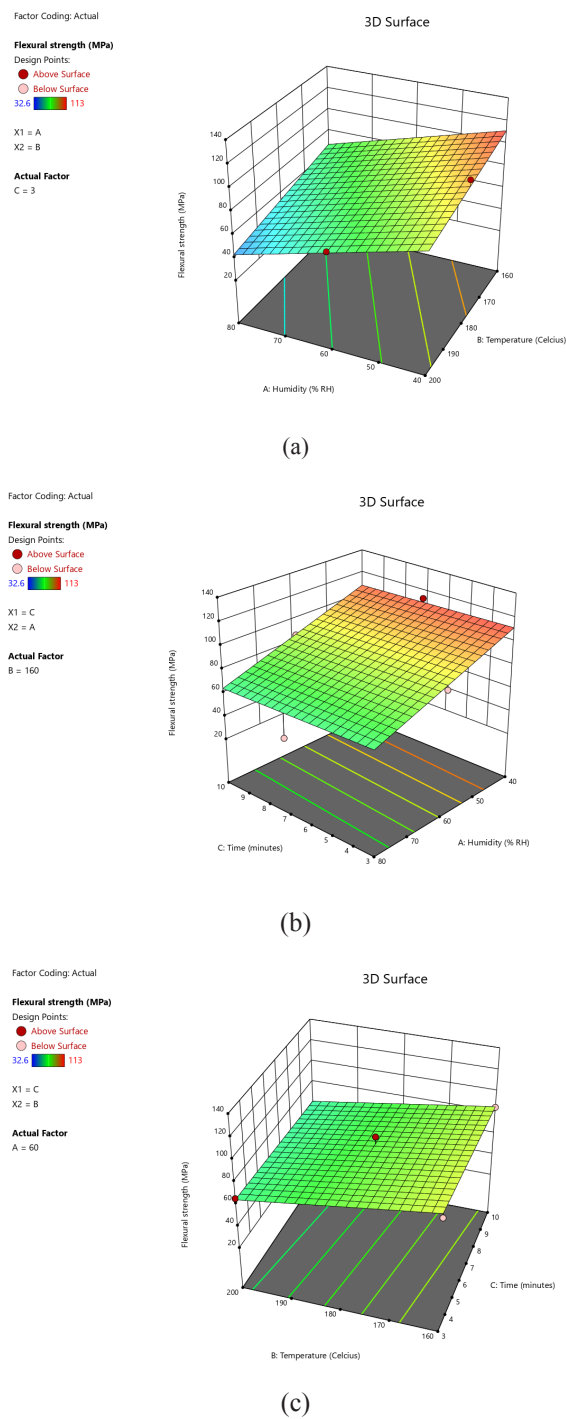 Factor Coding: Actual
3D Surface
Flexural strength (MPa)
Design Points:
Above Surface
Below Surface
32.6 113
X1 = A
X2 = B
Actual Factor
C = 3
140
120
100
80
60
40
20
Flexural strength (MPa)
80
70
60
50
40
A: Humidity (% RH)
200
190
180
170
160
B: Temperature (Celcius)
(a)
Factor Coding: Actual
3D Surface
Flexural strength (MPa)
Design Points:
Above Surface
Below Surface
32.6 113
X1 = C
X2 = A
Actual Factor
B = 160
140
120
100
80
60
40
20
Flexural strength (MPa)
10
9
8
7
6
5
4
3
C: Time (minutes)
80
70
60
50
40
A: Humidity (% RH)
(b)
Factor Coding: Actual
3D Surface
Flexural strength (MPa)
Design Points:
Above Surface
Below Surface
32.6 113
X1 = C
X2 = B
Actual Factor
A = 60
140
120
100
80
60
40
20
Flexural strength (MPa)
200
190
180
170
160
B: Temperature (Celcius)
3
4
5
6
7
8
9
10
C: Time (minutes)
(c)